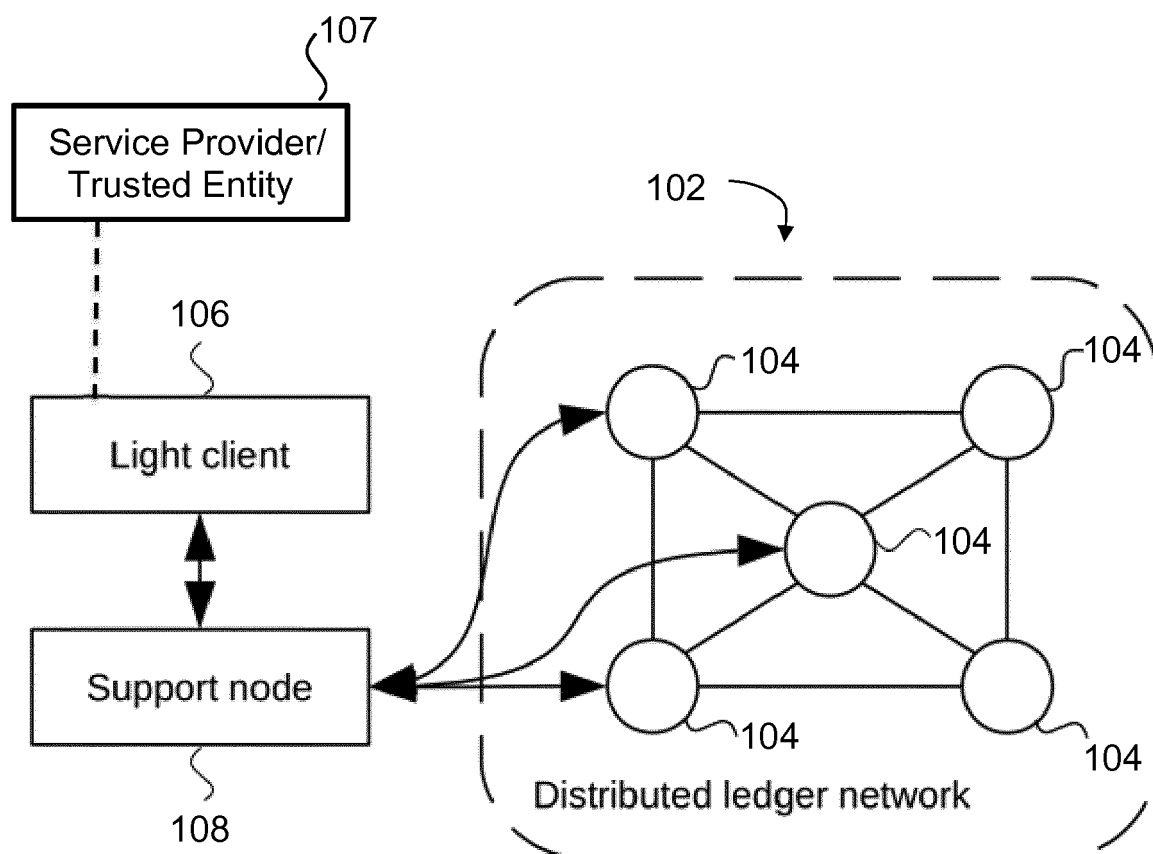 107
Service Provider/
Trusted Entity
102
106
104
104
Light client
104
Support node
104
104
Distributed ledger network
108